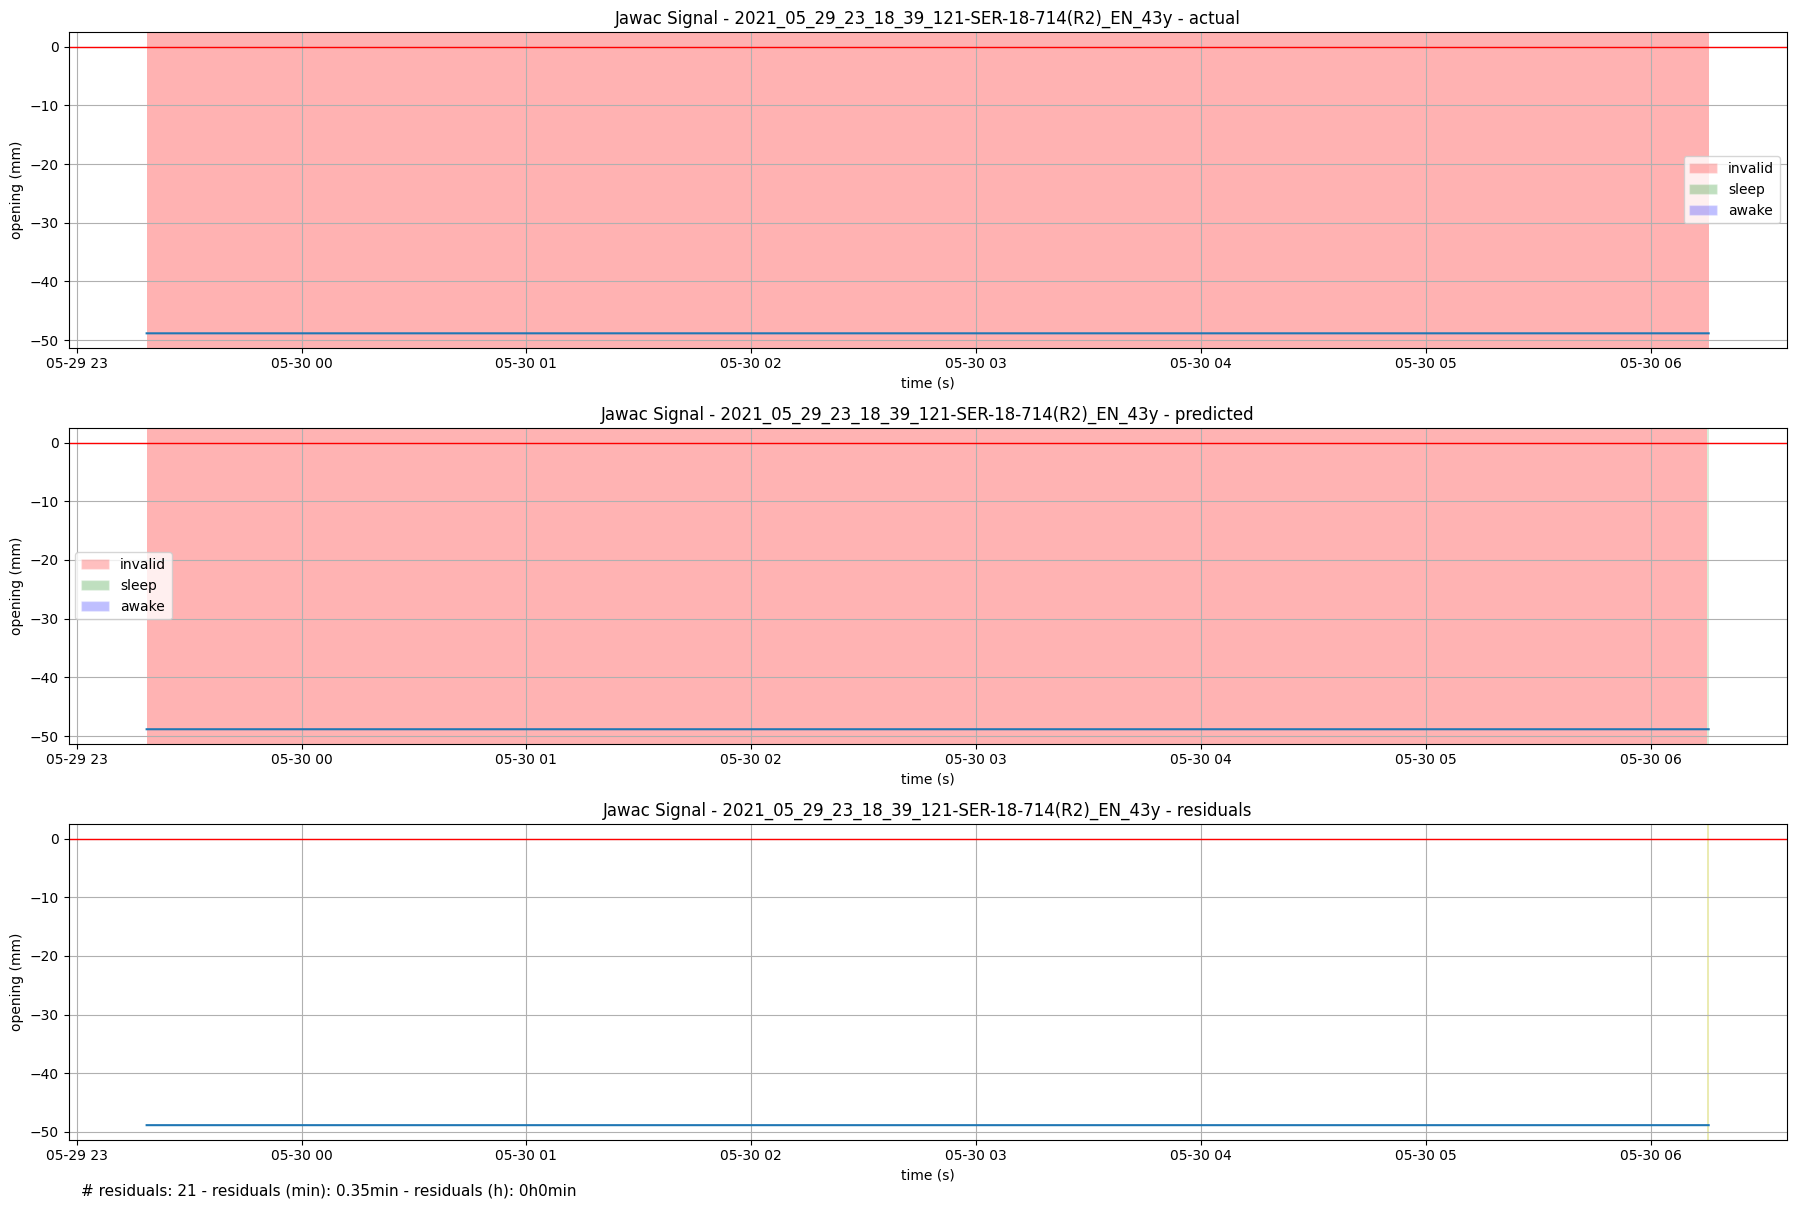 Jawac Signal - 2021_05_29_23_18_39_121-SER-18-714(R2)_EN_43y - actual
0
−10
−20
−30
−40
−50
opening (mm)
invalid
sleep
awake
05-29 23 05-30 00 05-30 01 05-30 02 05-30 03 05-30 04 05-30 05 05-30 06
time (s)
Jawac Signal - 2021_05_29_23_18_39_121-SER-18-714(R2)_EN_43y - predicted
0
−10
−20
−30
−40
−50
opening (mm)
invalid
sleep
awake
05-29 23 05-30 00 05-30 01 05-30 02 05-30 03 05-30 04 05-30 05 05-30 06
time (s)
Jawac Signal - 2021_05_29_23_18_39_121-SER-18-714(R2)_EN_43y - residuals
0
−10
−20
−30
−40
−50
opening (mm)
05-29 23 05-30 00 05-30 01 05-30 02 05-30 03 05-30 04 05-30 05 05-30 06
time (s)
# residuals: 21 - residuals (min): 0.35min - residuals (h): 0h0min